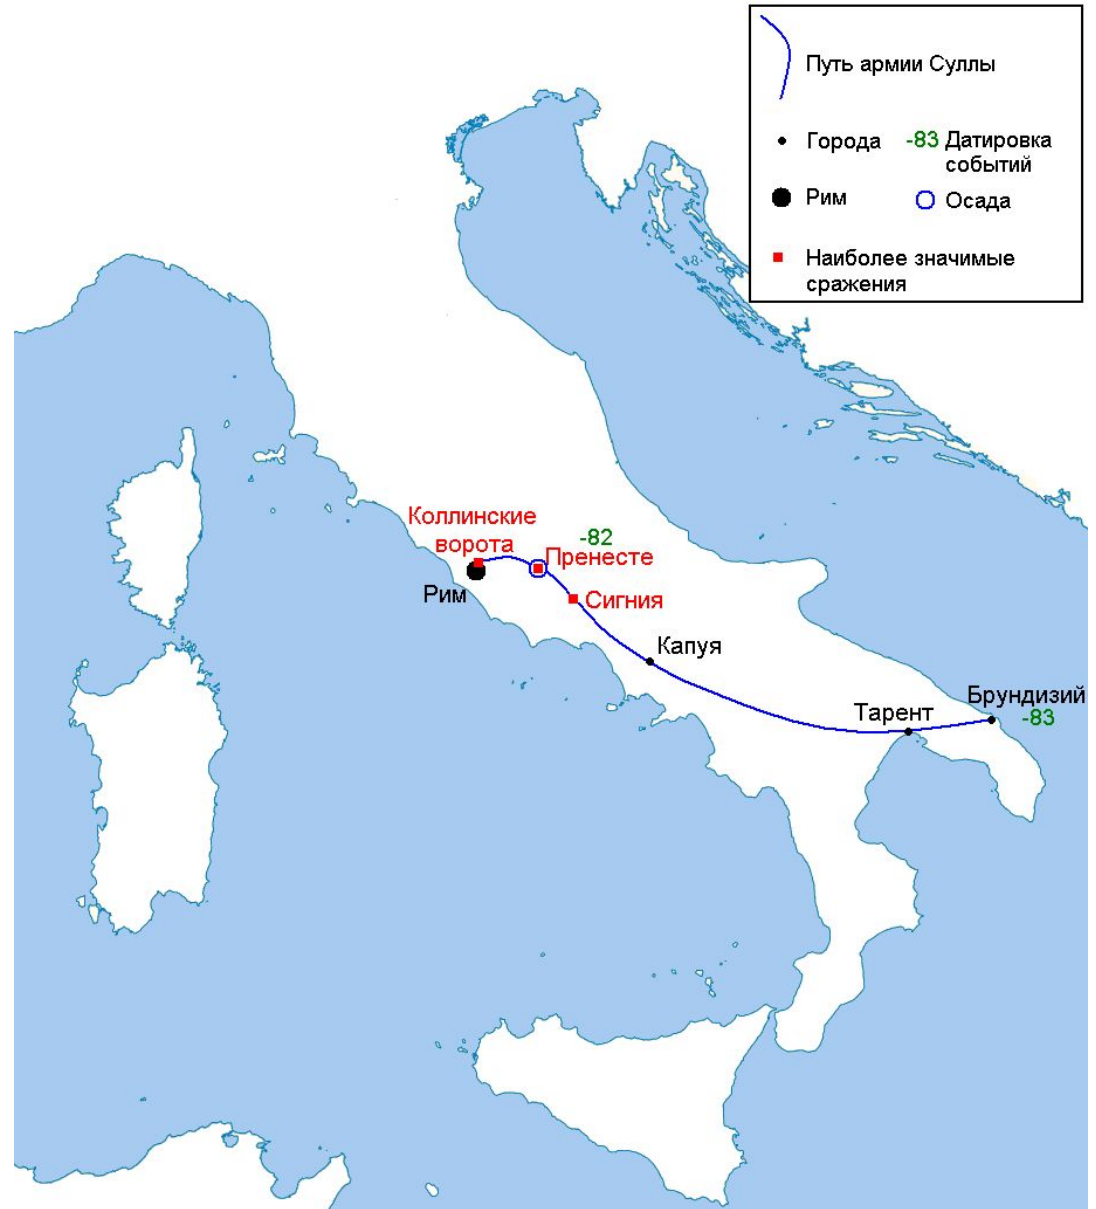 Путь армии Суллы
Города
-83 Датировка
событий
Рим
Осада
Наиболее значимые
сражения
Коллинские
ворота
-82
Пренесте
Рим
Сигния
Капуя
Брундизий
Тарент
-83